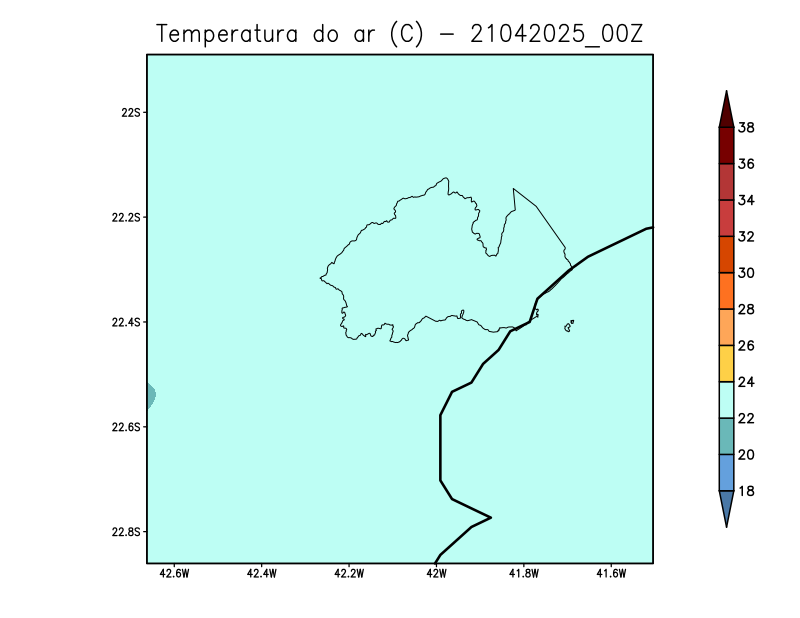 Temperatura do ar (C) - 21042025_00Z
22S
22.2S
22.4S
22.6S
22.8S
42.6W
42.4W
42.2W
42W
41.8W
41.6W
38
36
34
32
30
28
26
24
22
20
18